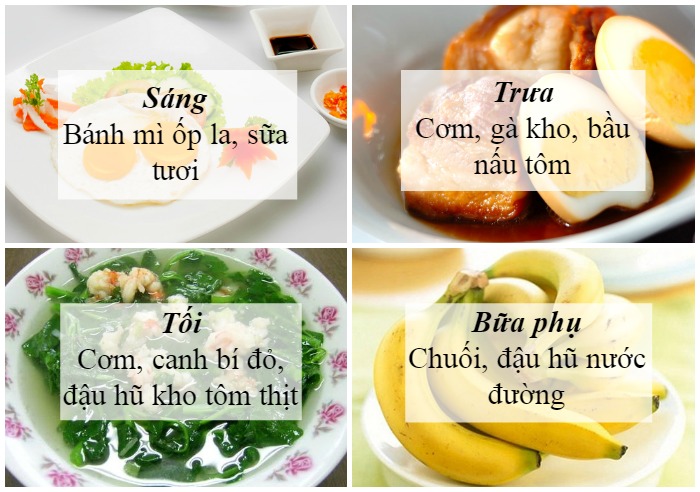 Sáng
Bánh mì ốp la, sữa
tươi
Trưa
Cơm, gà kho, bầu
nấu tôm
Tối
Cơm, canh bí đỏ,
đậu hũ kho tôm thịt
Bữa phụ
Chuối, đậu hũ nước
đường